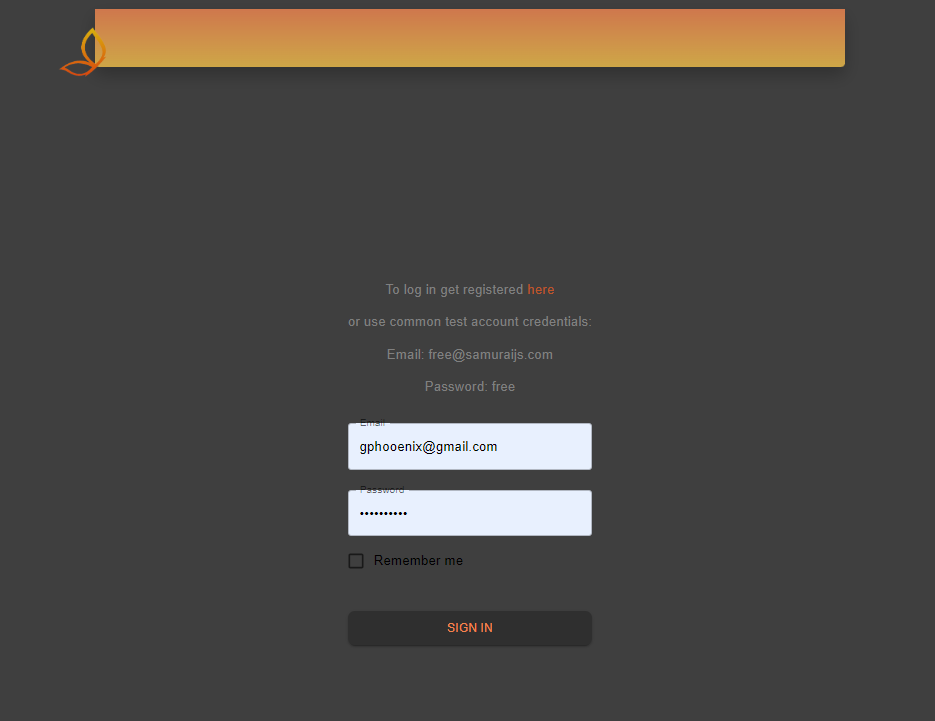 To log in get registered here
or use common test account credentials:
Email: free@samuraijs.com
Password: free
Email
gphooenix@gmail.com
Password
••••••••••
Remember me
SIGN IN